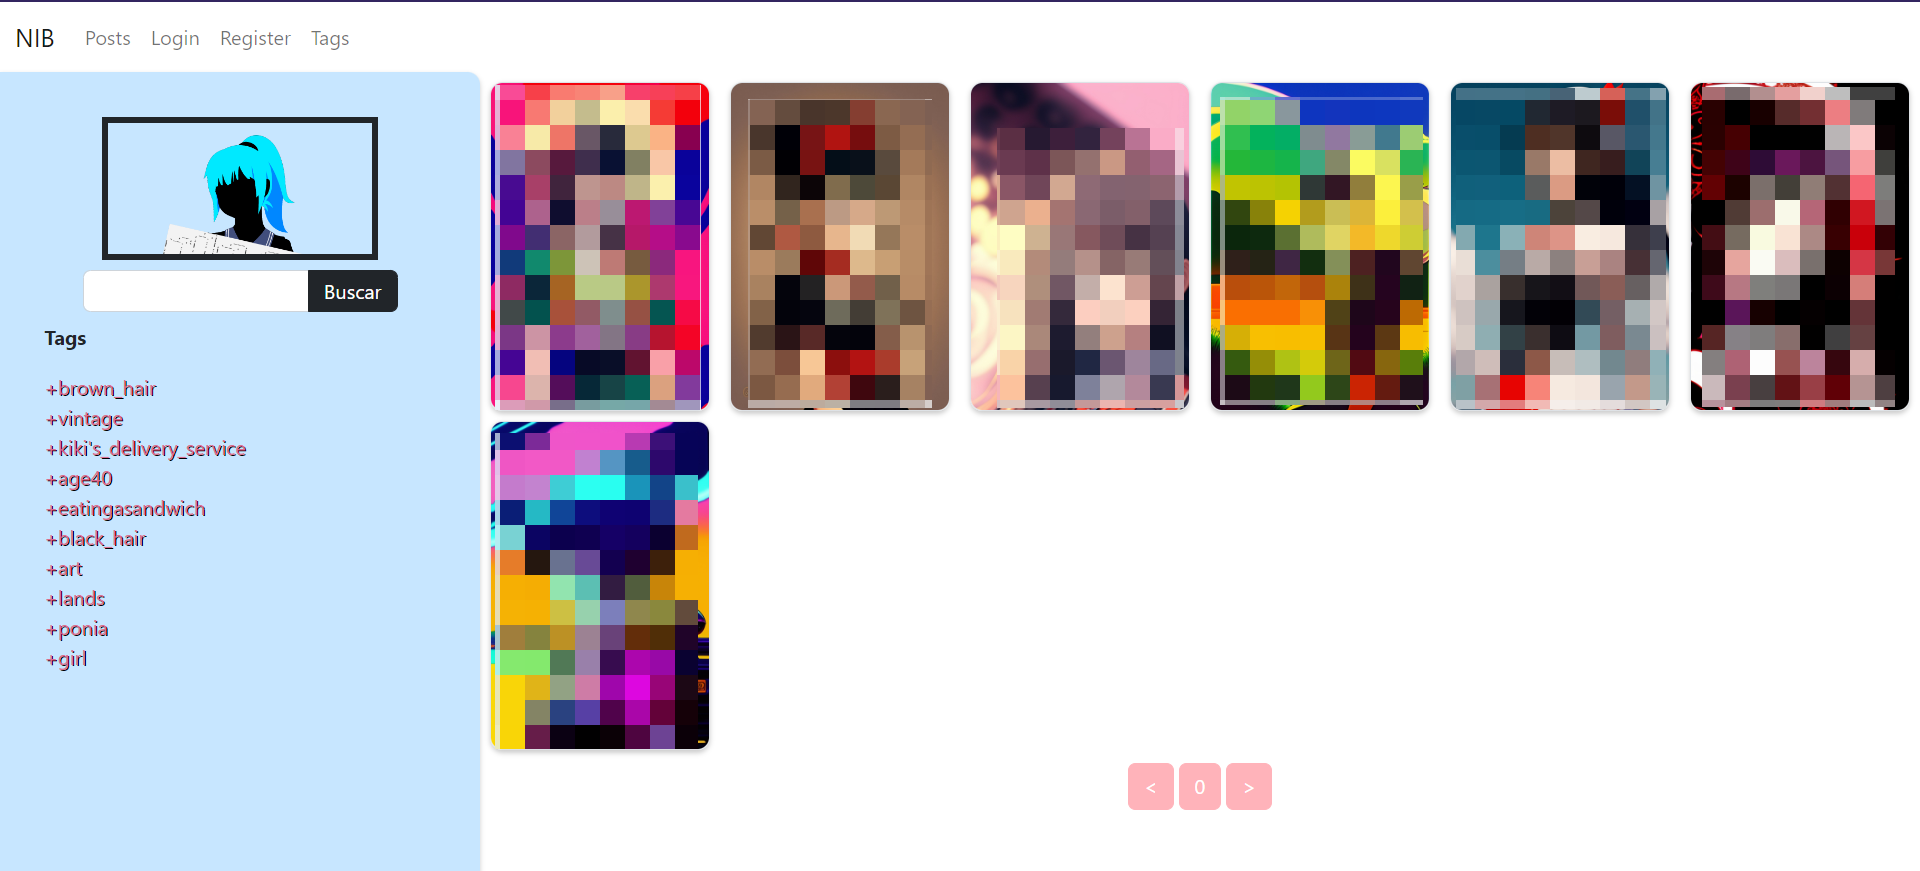 NIB Posts Login Register Tags
Buscar
Tags
+brown_hair
+vintage
+kiki's_delivery_service
+age40
+eatingasandwich
+black_hair
+art
+lands
+ponia
+girl
< 0 >